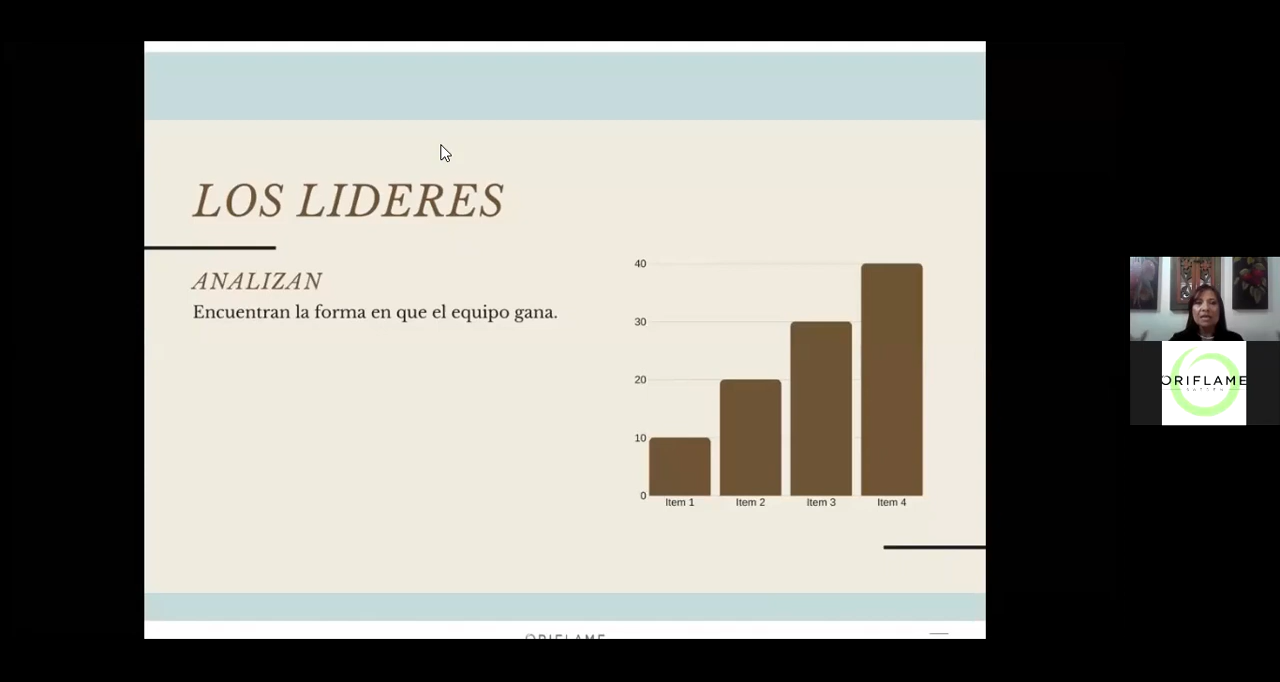 LOS LIDERES
ANALIZAN
Encuentran la forma en que el equipo gana.
40
30
20
10
0
Item 1 Item 2 Item 3 Item 4
ORIFLAME
ORIFLAME